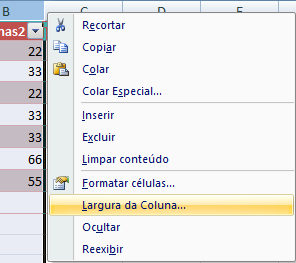 B C D E
nas2
22
33
22
33
33
66
55
Recortar
Copiar
Colar
Colar Especial...
Inserir
Excluir
Limpar conteúdo
Formatar células...
Largura da Coluna...
Ocultar
Reexibir